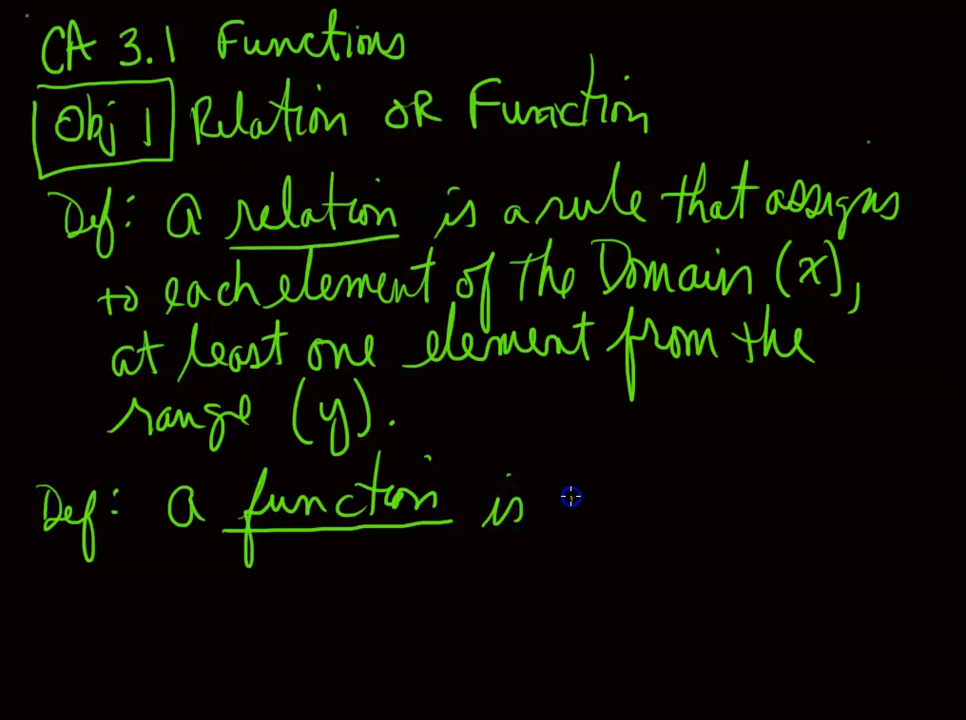 CA 3.1 Functions
Obj 1 Relation OR Function
Def: a relation is a rule that assigns
to each element of the Domain (x),
at least one element from the
range (y).
Def: a function is